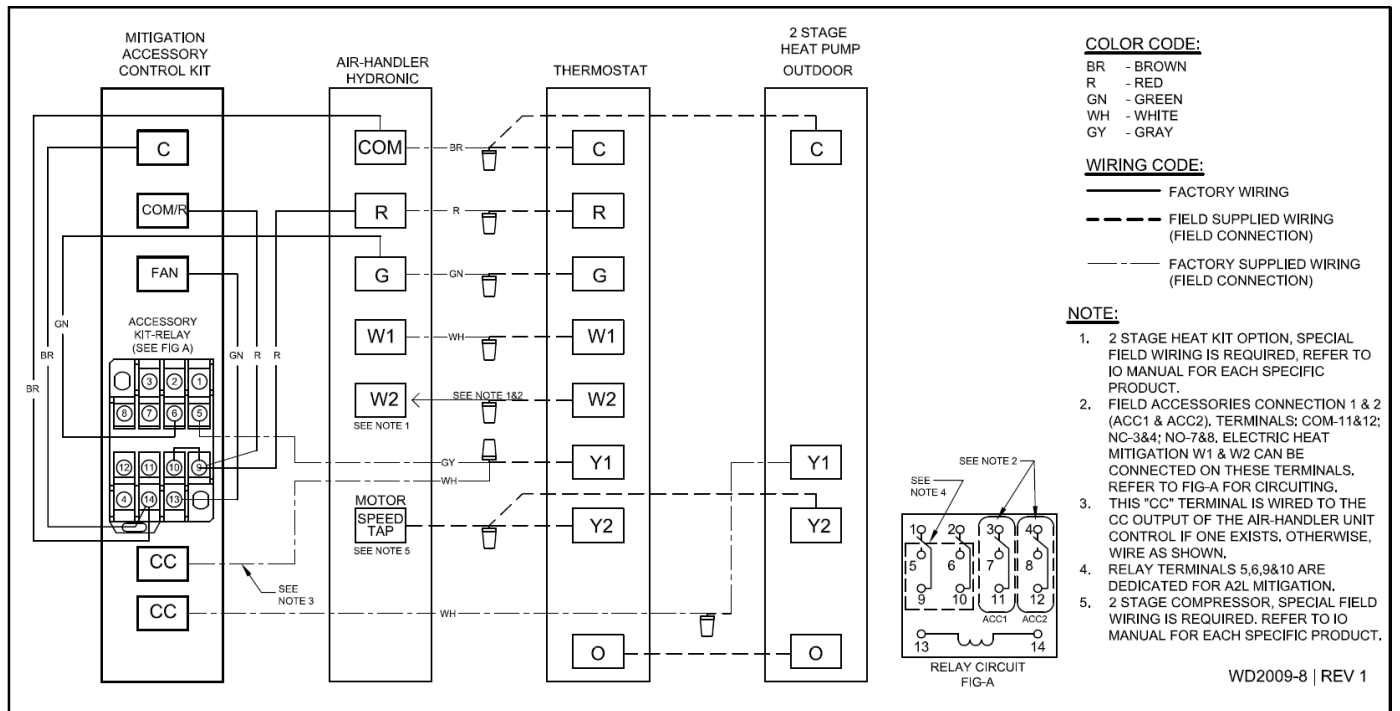 MITIGATION
ACCESSORY
CONTROL KIT
C
COM/R
FAN
ACCESSORY
KIT-RELAY
(SEE FIG A)
GN
BR
BR
GN
R
R
3
2
1
8
7
6
5
12
11
10
9
4
14
13
CC
CC
SEE
NOTE 3
AIR-HANDLER
HYDRONIC
COM
R
G
W1
W2
SEE NOTE 1
MOTOR
SPEED
TAP
SEE NOTE 5
BR
R
GN
WH
SEE NOTE 1&2
GY
WH
WH
THERMOSTAT
C
R
G
W1
W2
Y1
Y2
O
2 STAGE
HEAT PUMP
OUTDOOR
C
Y1
Y2
O
SEE NOTE 2
SEE
NOTE 4
1
2
3
4
5
6
7
8
9
10
11
12
ACC1
ACC2
13
14
RELAY CIRCUIT
FIG-A
COLOR CODE:
BR - BROWN
R - RED
GN - GREEN
WH - WHITE
GY - GRAY
WIRING CODE:
FACTORY WIRING
FIELD SUPPLIED WIRING
(FIELD CONNECTION)
FACTORY SUPPLIED WIRING
(FIELD CONNECTION)
NOTE:
1. 2 STAGE HEAT KIT OPTION, SPECIAL
FIELD WIRING IS REQUIRED, REFER TO
IO MANUAL FOR EACH SPECIFIC
PRODUCT.
2. FIELD ACCESSORIES CONNECTION 1 & 2
(ACC1 & ACC2), TERMINALS: COM-11&12;
NC-3&4; NO-7&8, ELECTRIC HEAT
MITIGATION W1 & W2 CAN BE
CONNECTED ON THESE TERMINALS.
REFER TO FIG-A FOR CIRCUITING.
3. THIS "CC" TERMINAL IS WIRED TO THE
CC OUTPUT OF THE AIR-HANDLER UNIT
CONTROL IF ONE EXISTS. OTHERWISE,
WIRE AS SHOWN.
4. RELAY TERMINALS 5,6,9&10 ARE
DEDICATED FOR A2L MITIGATION.
5. 2 STAGE COMPRESSOR, SPECIAL FIELD
WIRING IS REQUIRED. REFER TO IO
MANUAL FOR EACH SPECIFIC PRODUCT.
WD2009-8 | REV 1